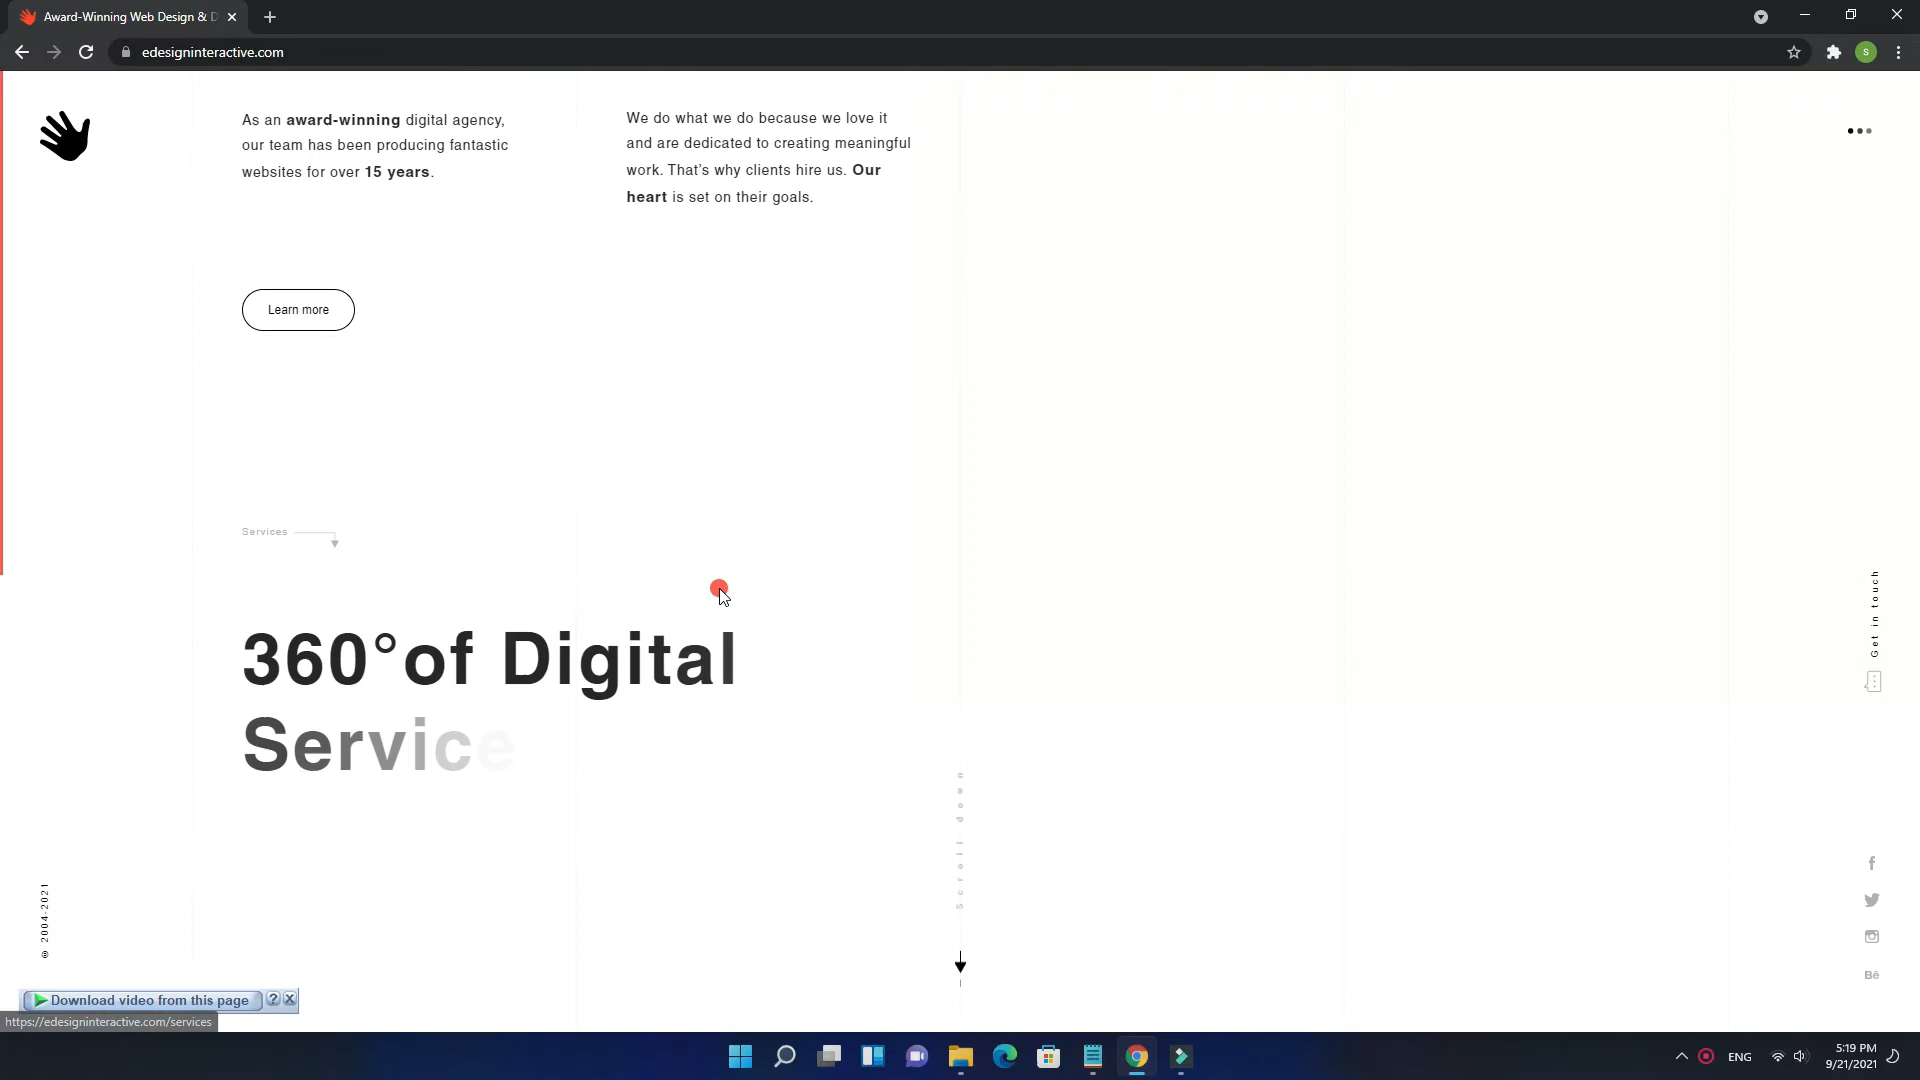 Award-Winning Web Design & D
edesigninteractive.com
S
As an award-winning digital agency,
our team has been producing fantastic
websites for over 15 years.
We do what we do because we love it
and are dedicated to creating meaningful
work. That's why clients hire us. Our
heart is set on their goals.
Learn more
Services
360°of Digital
Service
Get in touch
Scroll down
© 2004-2021
Bē
Download video from this page
?
X
https://edesigninteractive.com/services
ENG
5:19 PM
9/21/2021